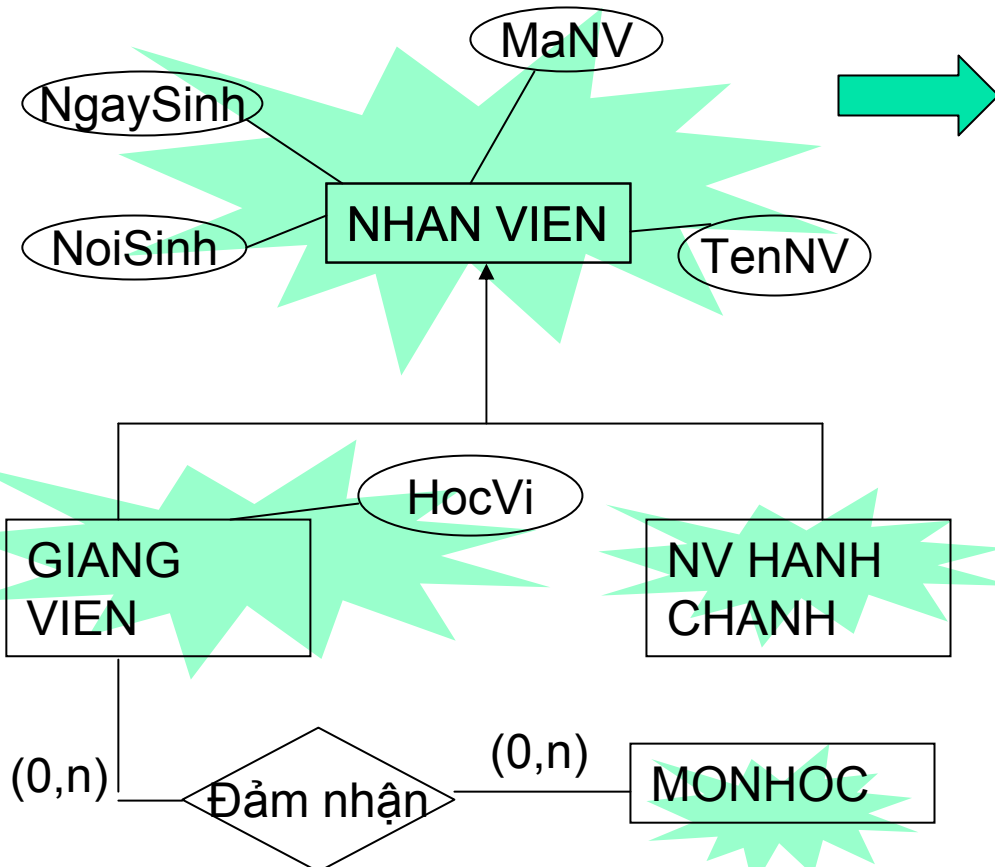 MaNV
NgaySinh
NHAN VIEN
NoiSinh
TenNV
HocVi
GIANG
VIEN
NV HANH
CHANH
(0,n)
Đảm nhận
(0,n)
MONHOC